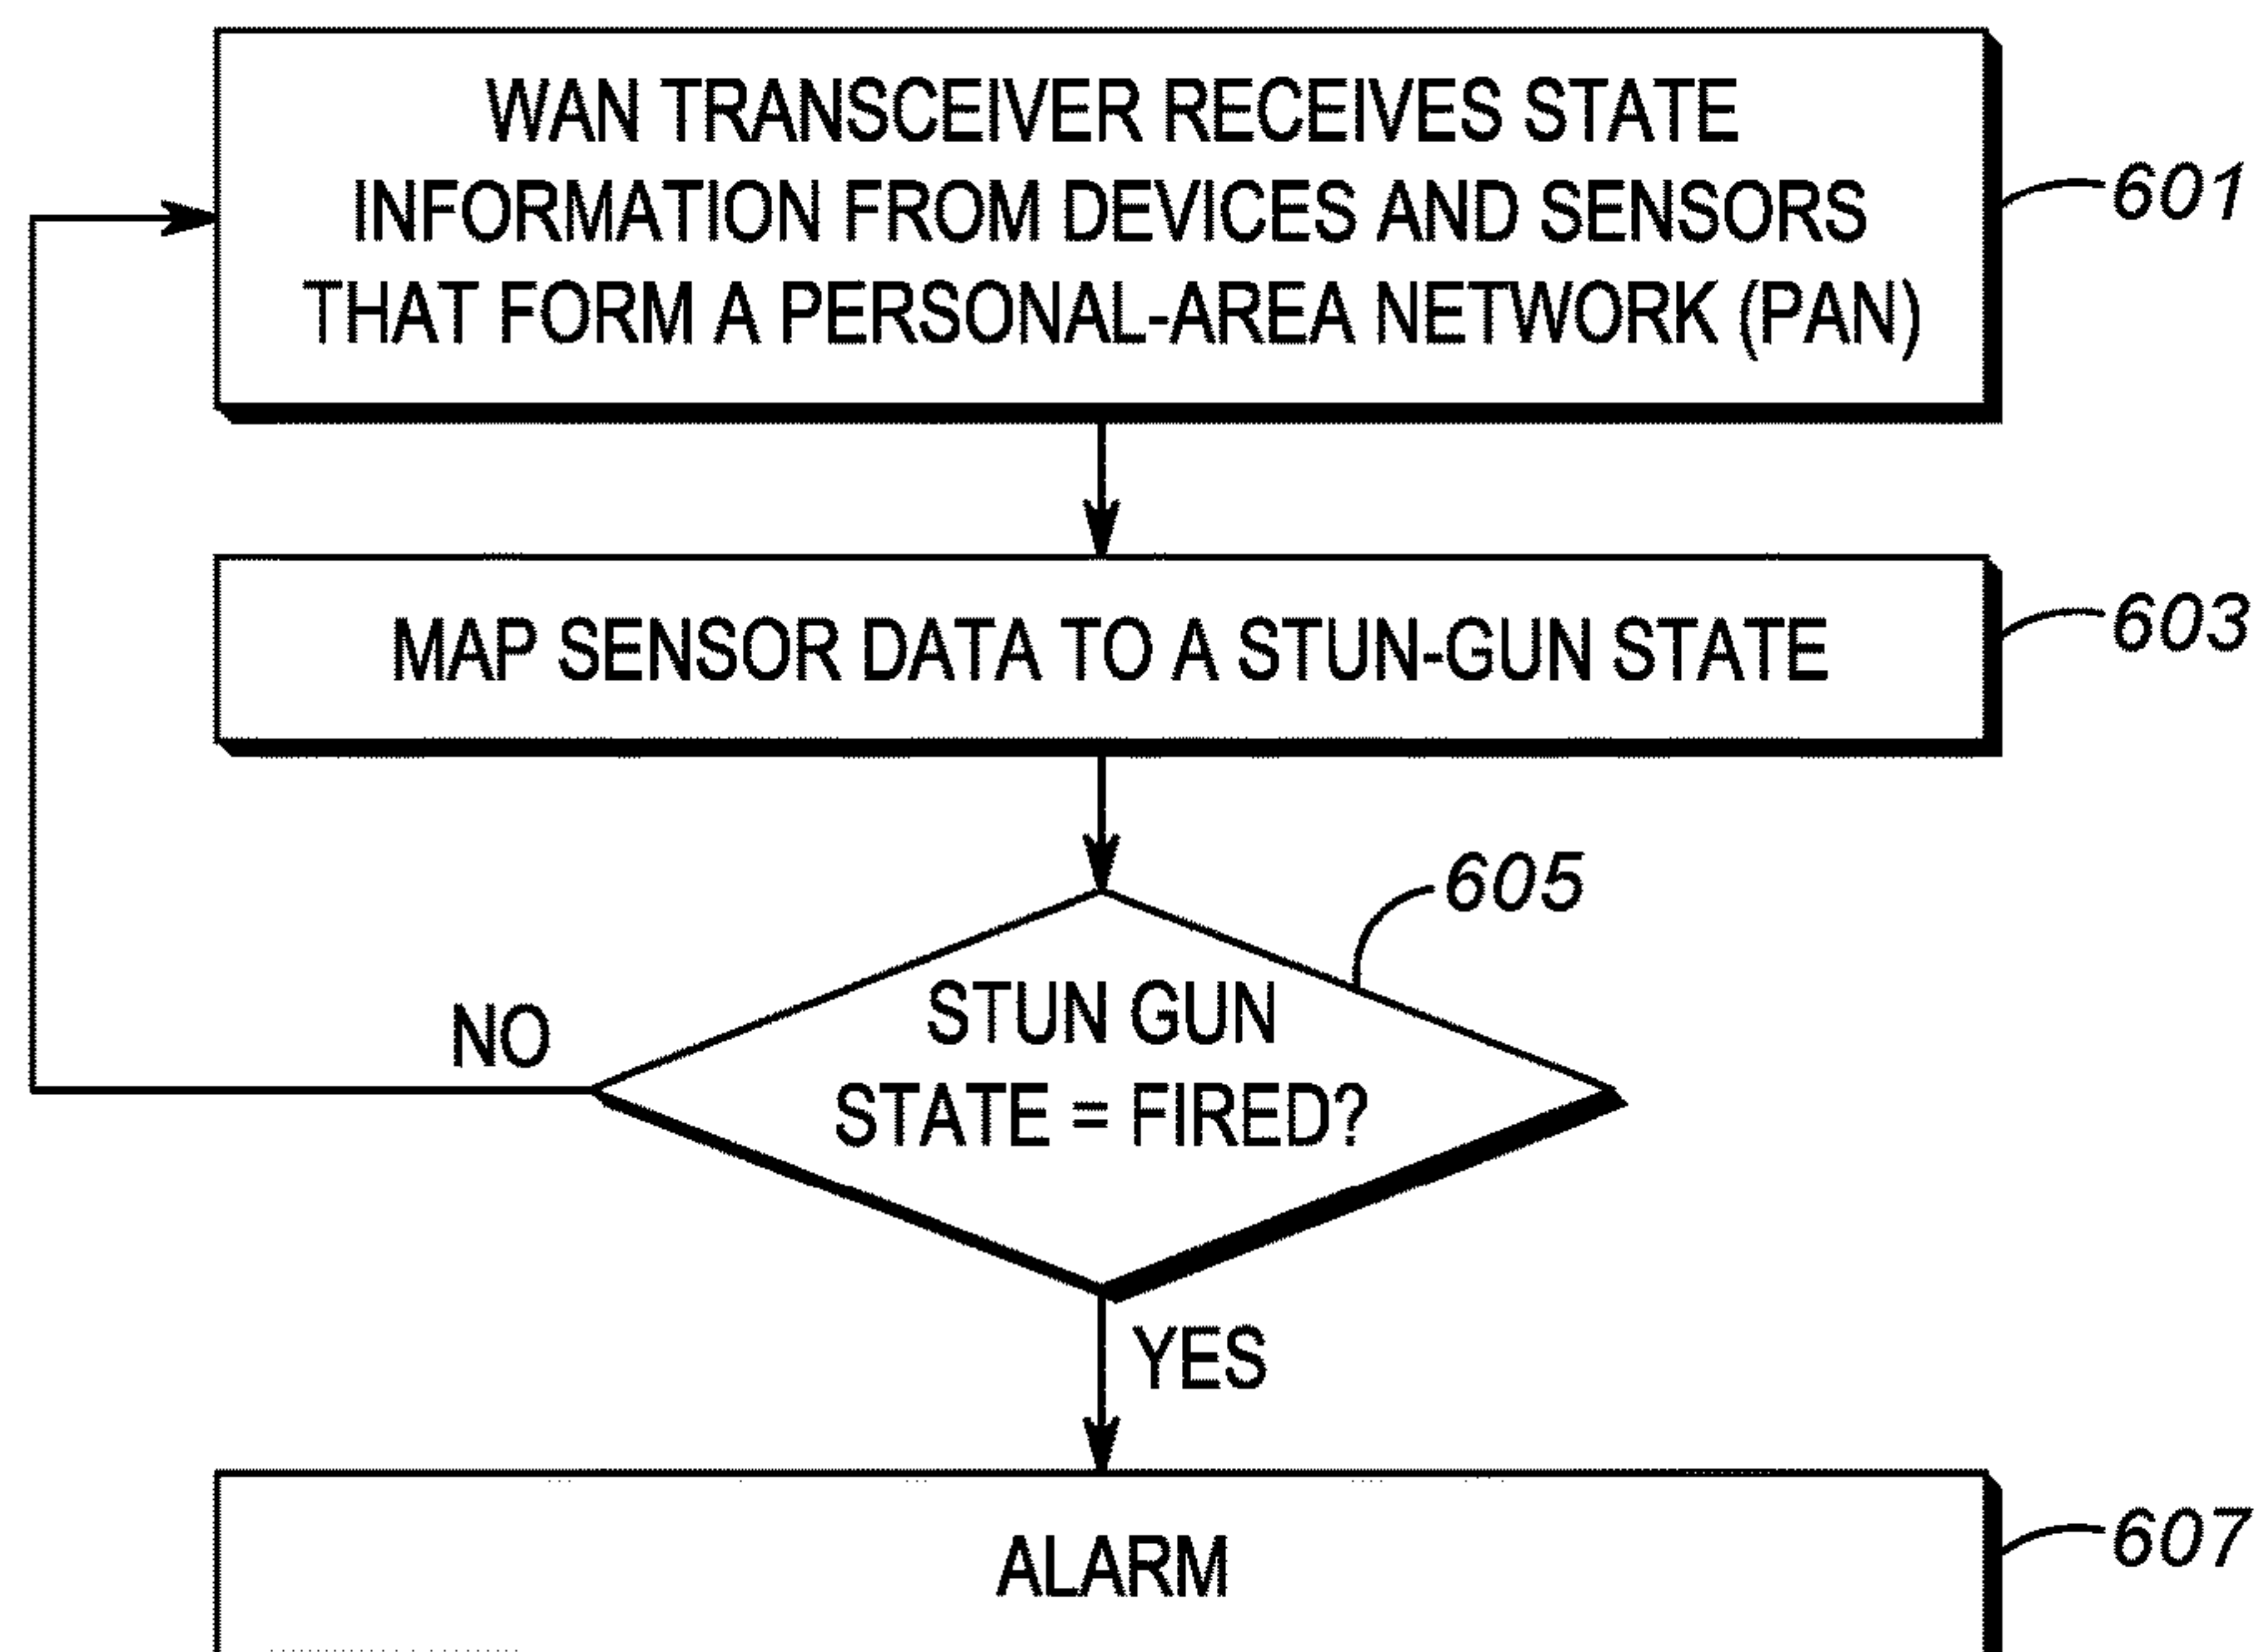 WAN TRANSCEIVER RECEIVES STATE
INFORMATION FROM DEVICES AND SENSORS
THAT FORM A PERSONAL-AREA NETWORK (PAN)
601
MAP SENSOR DATA TO A STUN-GUN STATE
603
605
STUN GUN
STATE = FIRED?
NO
YES
ALARM
607